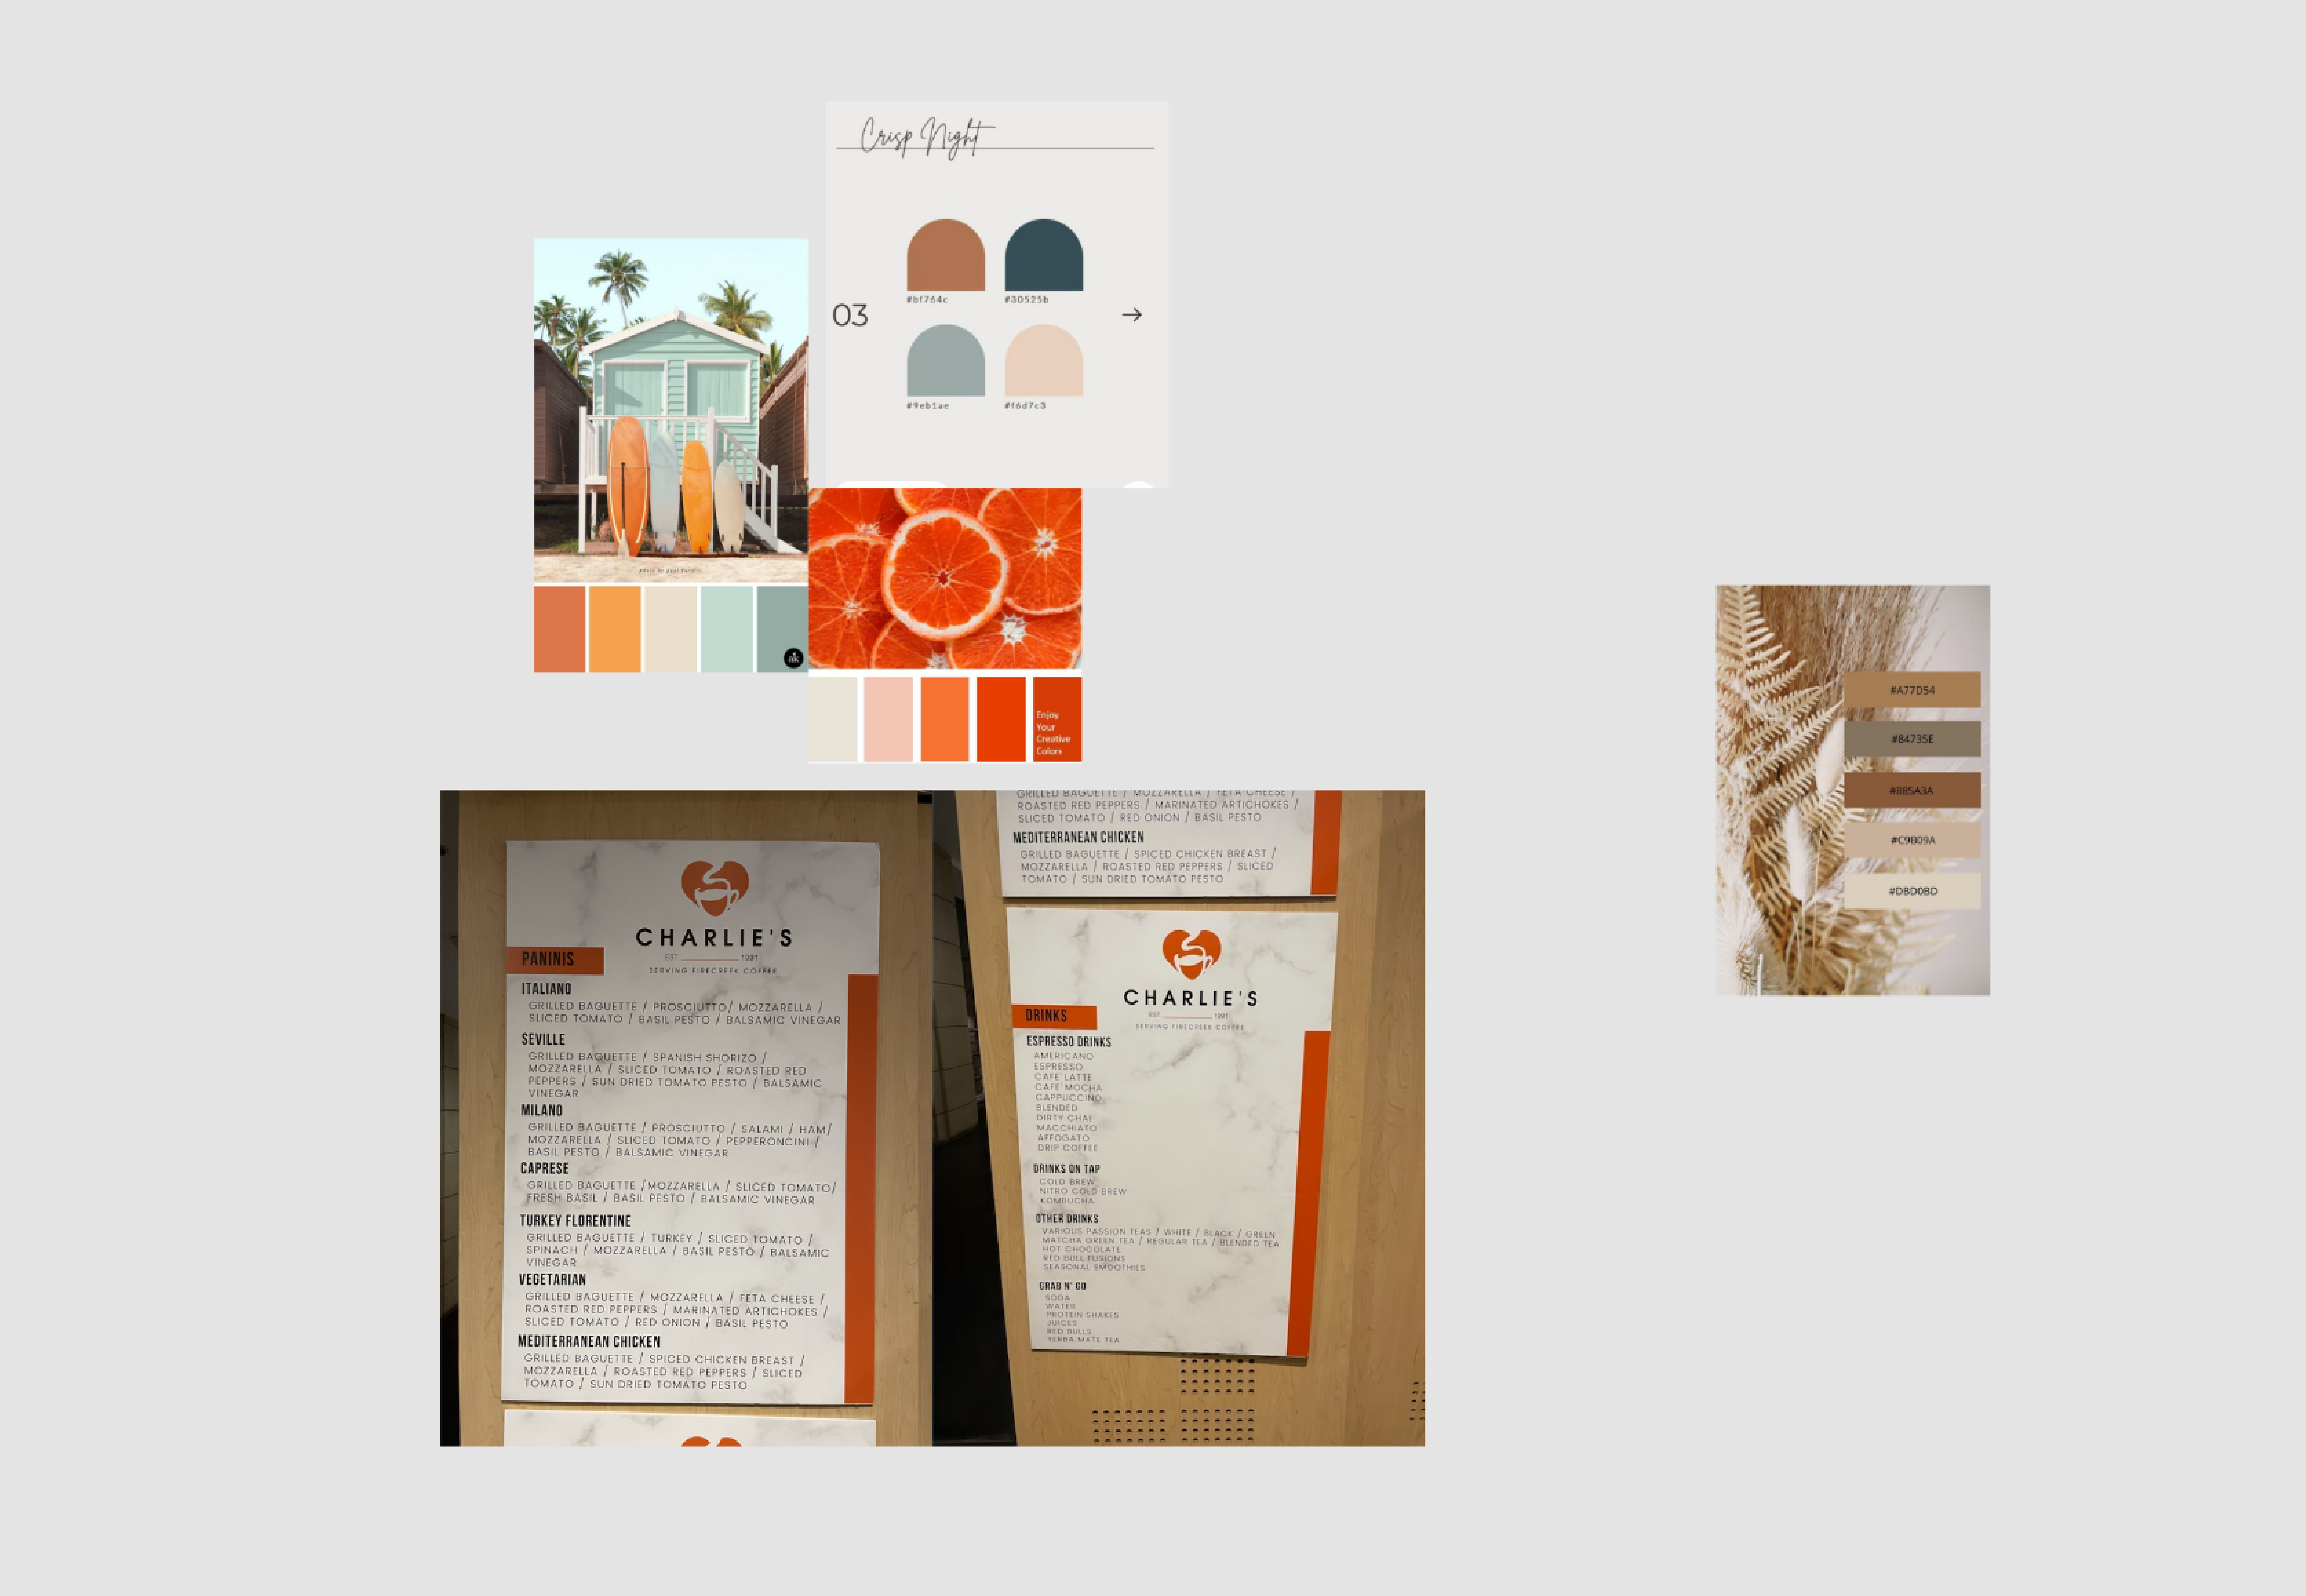 Crisp Night
03
#bf764c
#30525b
→
#9eb1ae
#f6d7c3
Enjoy
Your
Creative
Colors
#A77D54
#84735E
#885A3A
#C9B09A
#DBD0BD
CHARLIE'S
EST 1991
SERVING FIRECREEK COFFEE
PANINIS
ITALIANO
GRILLED BAGUETTE / PROSCIUTTO/ MOZZARELLA /
SLICED TOMATO / BASIL PESTO / BALSAMIC VINEGAR
SEVILLE
GRILLED BAGUETTE / SPANISH SHORIZO /
MOZZARELLA / SLICED TOMATO / ROASTED RED
PEPPERS / SUN DRIED TOMATO PESTO / BALSAMIC
VINEGAR
MILANO
GRILLED BAGUETTE / PROSCIUTTO / SALAMI / HAM/
MOZZARELLA / SLICED TOMATO / PEPPERONCINI /
BASIL PESTO / BALSAMIC VINEGAR
CAPRESE
GRILLED BAGUETTE /MOZZARELLA / SLICED TOMATO/
FRESH BASIL / BASIL PESTO / BALSAMIC VINEGAR
TURKEY FLORENTINE
GRILLED BAGUETTE / TURKEY / SLICED TOMATO /
SPINACH / MOZZARELLA / BASIL PESTO / BALSAMIC
VINEGAR
VEGETARIAN
GRILLED BAGUETTE / MOZZARELLA / FETA CHEESE /
ROASTED RED PEPPERS / MARINATED ARTICHOKES /
SLICED TOMATO / RED ONION / BASIL PESTO
MEDITERRANEAN CHICKEN
GRILLED BAGUETTE / SPICED CHICKEN BREAST /
MOZZARELLA / ROASTED RED PEPPERS / SLICED
TOMATO / SUN DRIED TOMATO PESTO
GRILLED BAGUETTE / MOZZARELLA / FETA CHEESE /
ROASTED RED PEPPERS / MARINATED ARTICHOKES /
SLICED TOMATO / RED ONION / BASIL PESTO
MEDITERRANEAN CHICKEN
GRILLED BAGUETTE / SPICED CHICKEN BREAST /
MOZZARELLA / ROASTED RED PEPPERS / SLICED
TOMATO / SUN DRIED TOMATO PESTO
CHARLIE'S
EST 1991
SERVING FIRECREEK COFFEE
DRINKS
ESPRESSO DRINKS
AMERICANO
ESPRESSO
CAFE' LATTE
CAFE' MOCHA
CAPPUCCINO
BLENDED
DIRTY CHAI
MACCHIATO
AFFOGATO
DRIP COFFEE
DRINKS ON TAP
COLD BREW
NITRO COLD BREW
KOMBUCHA
OTHER DRINKS
VARIOUS PASSION TEAS / WHITE / BLACK / GREEN
MATCHA GREEN TEA / REGULAR TEA / BLENDED TEA
HOT CHOCOLATE
RED BULL FUSIONS
SEASONAL SMOOTHIES
GRAB N' GO
SODA
WATER
PROTEIN SHAKES
JUICES
RED BULLS
YERBA MATE TEA